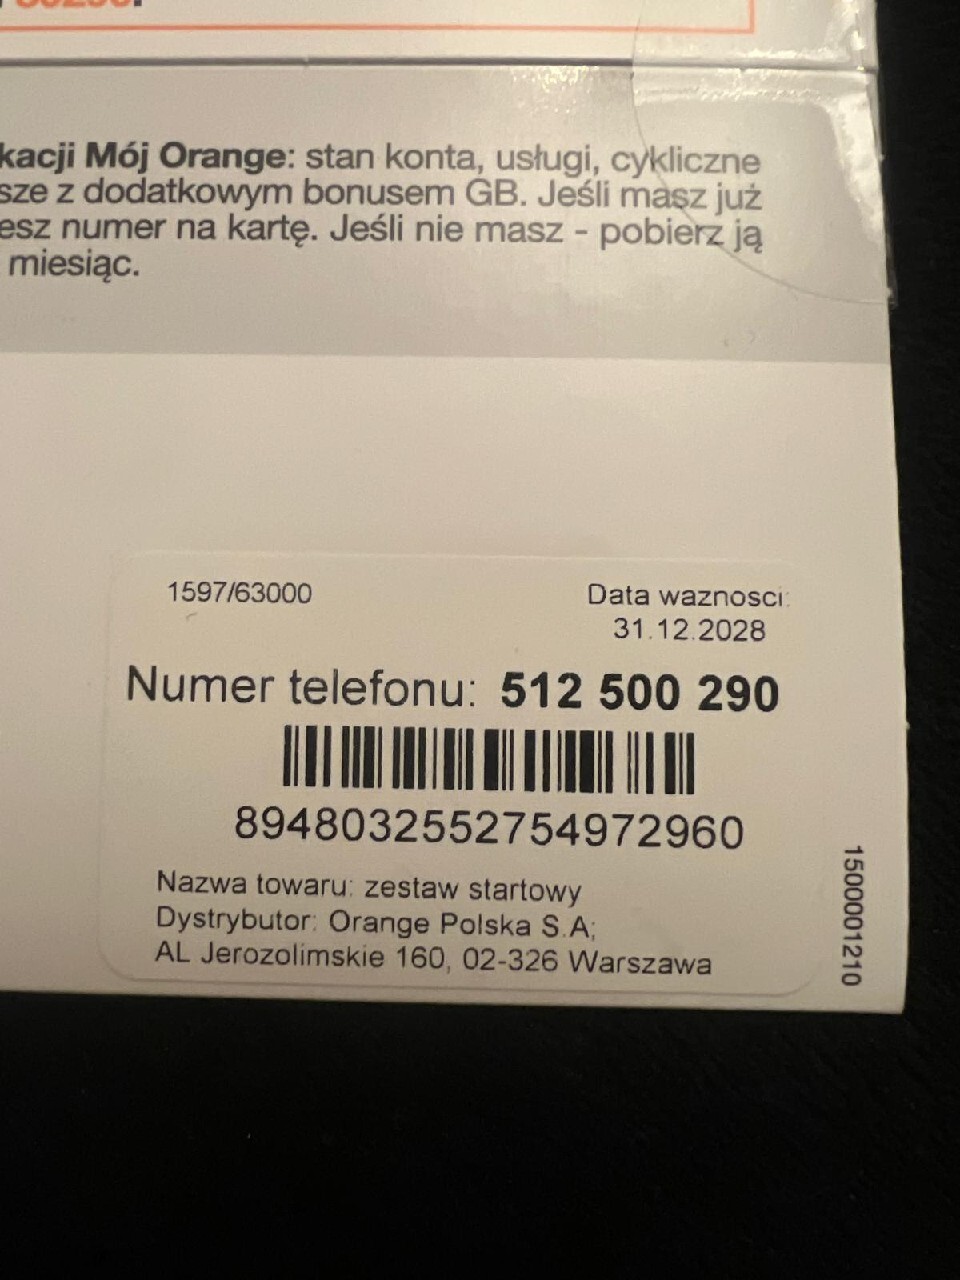 kacji Mój Orange: stan konta, usługi, cykliczne
sze z dodatkowym bonusem GB. Jeśli masz już
esz numer na kartę. Jeśli nie masz - pobierz ją
miesiąc.
1597/63000
Data waznosci:
31.12.2028
Numer telefonu: 512 500 290
8948032552754972960
Nazwa towaru: zestaw startowy
Dystrybutor: Orange Polska S.A;
AL Jerozolimskie 160, 02-326 Warszawa
1500001210